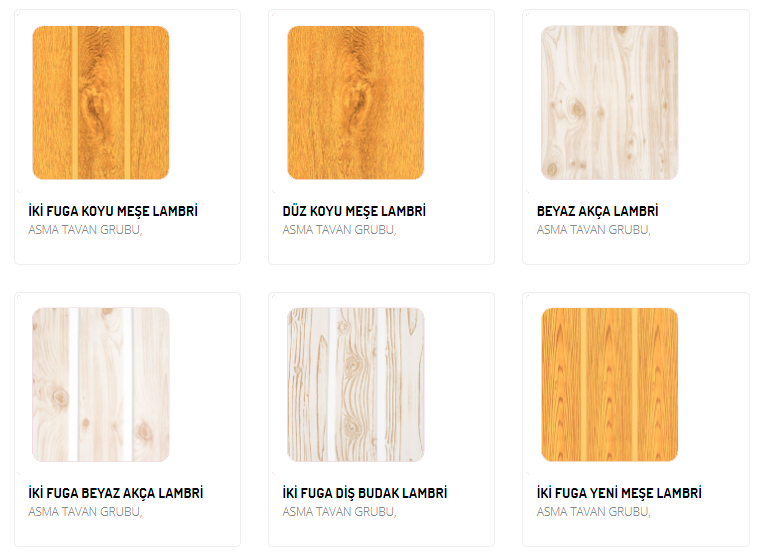 İKİ FUGA KOYU MEŞE LAMBRİ
ASMA TAVAN GRUBU,
DÜZ KOYU MEŞE LAMBRİ
ASMA TAVAN GRUBU,
BEYAZ AKÇA LAMBRİ
ASMA TAVAN GRUBU,
İKİ FUGA BEYAZ AKÇA LAMBRİ
ASMA TAVAN GRUBU,
İKİ FUGA DİŞ BUDAK LAMBRİ
ASMA TAVAN GRUBU,
İKİ FUGA YENİ MEŞE LAMBRİ
ASMA TAVAN GRUBU,